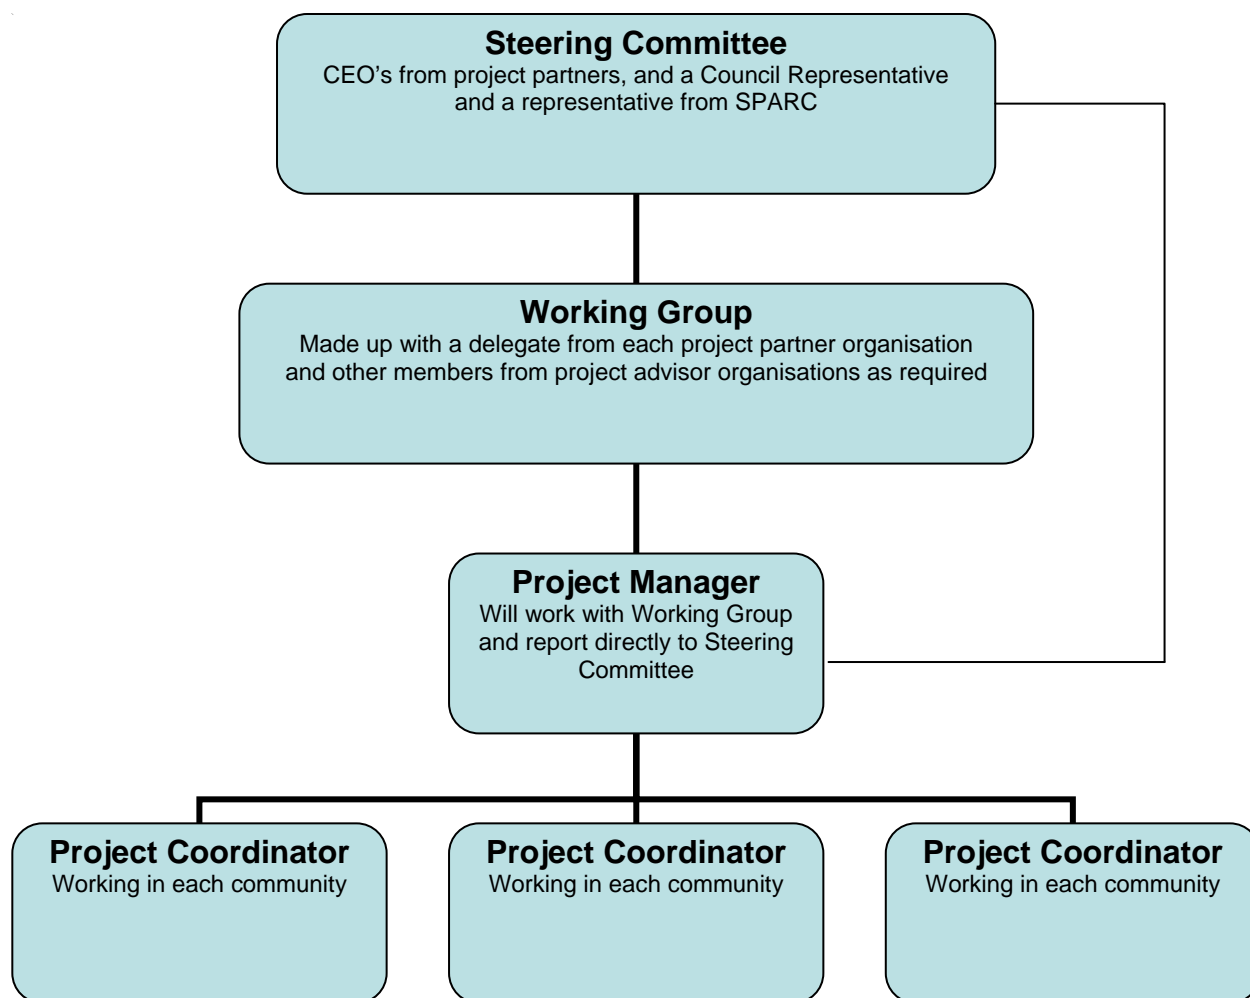 Steering Committee
CEO’s from project partners, and a Council Representative
and a representative from SPARC
Working Group
Made up with a delegate from each project partner organisation
and other members from project advisor organisations as required
Project Manager
Will work with Working Group
and report directly to Steering
Committee
Project Coordinator
Working in each community
Project Coordinator
Working in each community
Project Coordinator
Working in each community